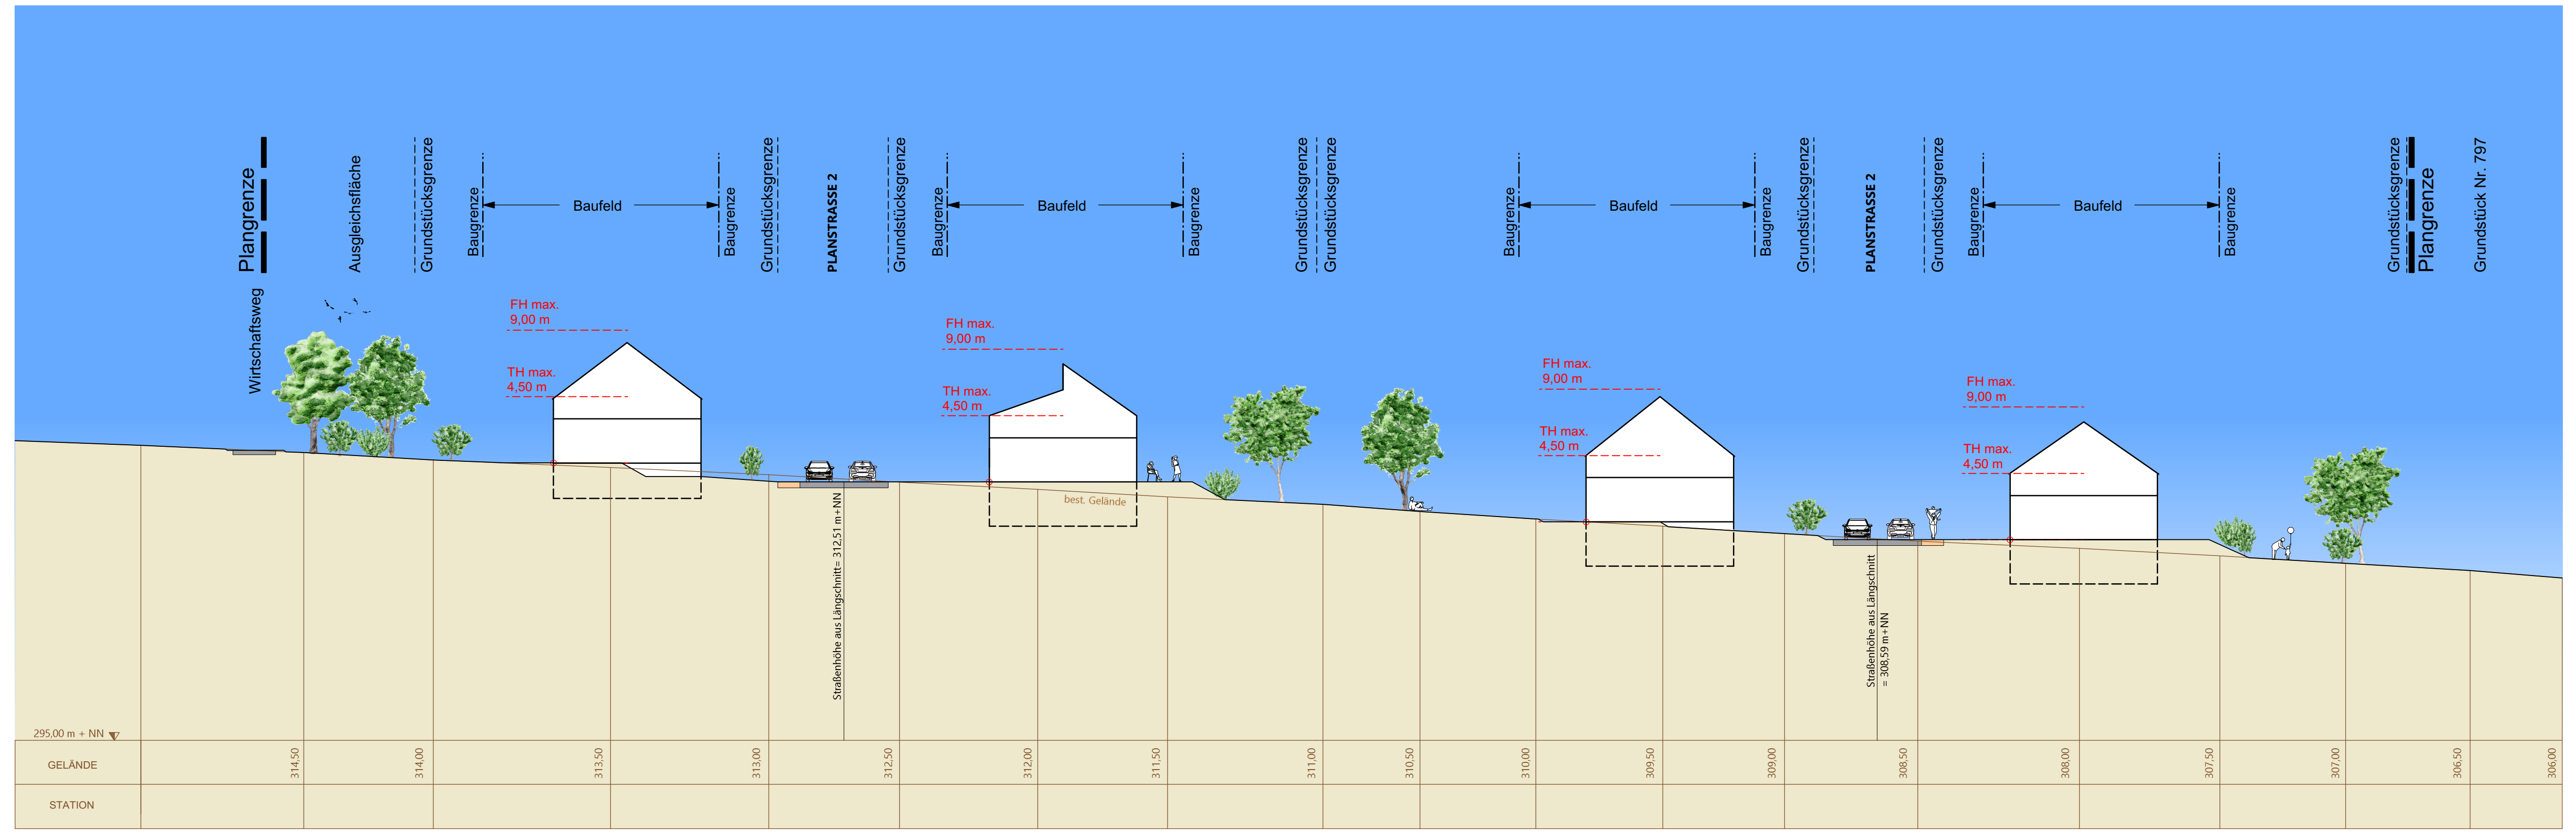 Plangrenze
Ausgleichsfläche
Grundstücksgrenze
Baugrenze
Baufeld
Baugrenze
Grundstücksgrenze
PLANSTRASSE 2
Grundstücksgrenze
Baugrenze
Baufeld
Baugrenze
Grundstücksgrenze
Grundstücksgrenze
Baugrenze
Baufeld
Baugrenze
Grundstücksgrenze
PLANSTRASSE 2
Grundstücksgrenze
Baugrenze
Baufeld
Baugrenze
Grundstücksgrenze
Plangrenze
Grundstück Nr. 797
Wirtschaftsweg
FH max.
9,00 m
TH max.
4,50 m
FH max.
9,00 m
TH max.
4,50 m
FH max.
9,00 m
TH max.
4,50 m
FH max.
9,00 m
TH max.
4,50 m
best. Gelände
Straßenhöhe aus Längschnitt= 312,51 m+NN
Straßenhöhe aus Längschnitt
= 308,59 m+NN
295,00 m + NN
GELÄNDE
314,50
314,00
313,50
313,00
312,50
312,00
311,50
311,00
310,50
310,00
309,50
309,00
308,50
308,00
307,50
307,00
306,50
306,00
STATION